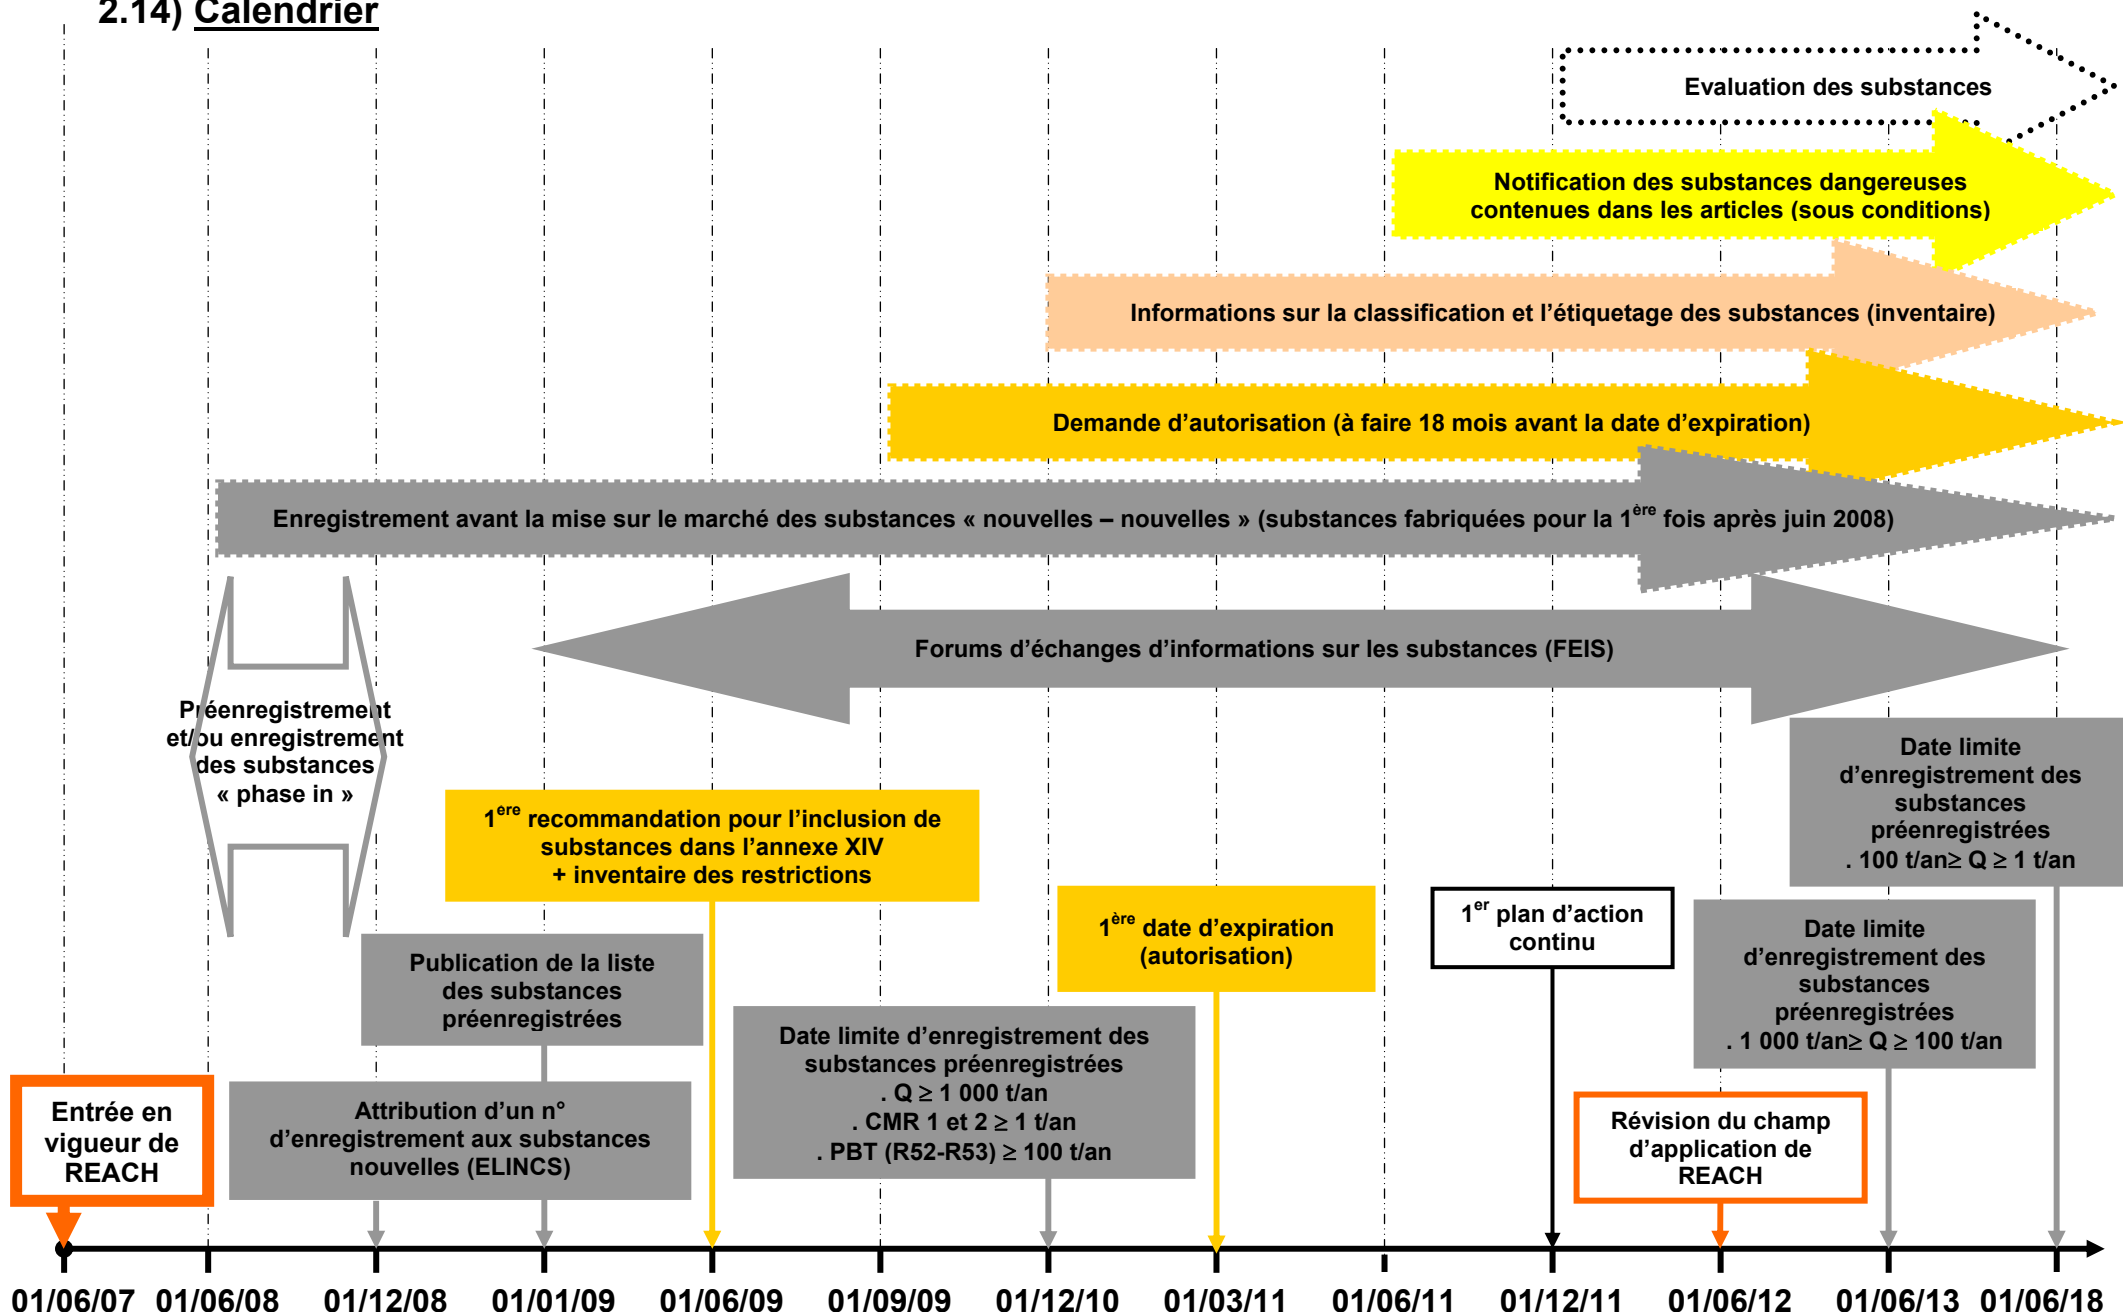 2.14) Calendrier
Evaluation des substances
Notification des substances dangereuses
contenues dans les articles (sous conditions)
Informations sur la classification et l’étiquetage des substances (inventaire)
Demande d’autorisation (à faire 18 mois avant la date d’expiration)
Enregistrement avant la mise sur le marché des substances « nouvelles – nouvelles » (substances fabriquées pour la 1ère fois après juin 2008)
Forums d’échanges d’informations sur les substances (FEIS)
Préenregistrement
et/ou enregistrement
des substances
« phase in »
Date limite
d’enregistrement des
substances
préenregistrées
. 100 t/an≥ Q ≥ 1 t/an
1ere recommandation pour l’inclusion de
substances dans l’annexe XIV
+ inventaire des restrictions
1ère date d’expiration
(autorisation)
1er plan d’action
continu
Date limite
d’enregistrement des
substances
préenregistrées
. 1 000 t/an≥ Q ≥ 100 t/an
Publication de la liste
des substances
préenregistrées
Date limite d’enregistrement des
substances préenregistrées
. Q ≥ 1 000 t/an
. CMR 1 et 2 ≥ 1 t/an
. PBT (R52-R53) ≥ 100 t/an
Entrée en
vigueur de
REACH
Attribution d’un n°
d’enregistrement aux substances
nouvelles (ELINCS)
Révision du champ
d’application de
REACH
01/06/07 01/06/08 01/12/08 01/01/09 01/06/09 01/09/09 01/12/10 01/03/11 01/06/11 01/12/11 01/06/12 01/06/13 01/06/18